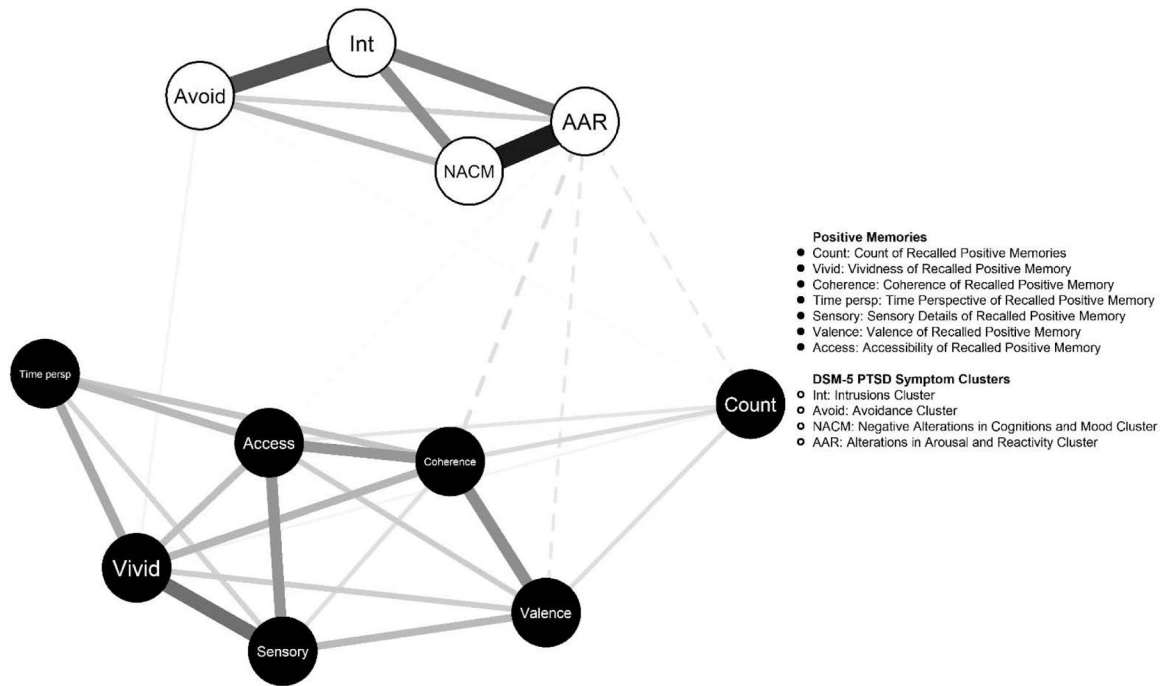 Int
Avoid
AAR
NACM
Positive Memories
Count: Count of Recalled Positive Memories
Vivid: Vividness of Recalled Positive Memory
Coherence: Coherence of Recalled Positive Memory
Time persp: Time Perspective of Recalled Positive Memory
Sensory: Sensory Details of Recalled Positive Memory
Valence: Valence of Recalled Positive Memory
Access: Accessibility of Recalled Positive Memory
DSM-5 PTSD Symptom Clusters
Int: Intrusions Cluster
Avoid: Avoidance Cluster
NACM: Negative Alterations in Cognitions and Mood Cluster
AAR: Alterations in Arousal and Reactivity Cluster
Time persp
Count
Access
Coherence
Vivid
Valence
Sensory